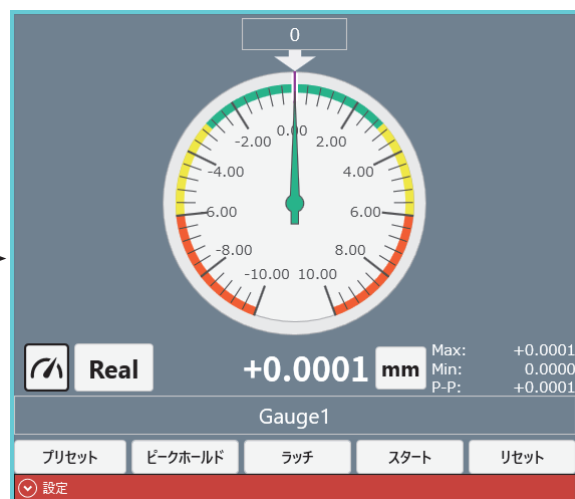 0
0.00
-2.00 2.00
-4.00 4.00
-6.00 6.00
-8.00 8.00
-10.00 10.00
Real +0.0001 mm
Max: +0.0001
Min: 0.0000
P-P: +0.0001
Gauge1
プリセット ピークホールド ラッチ スタート リセット
設定